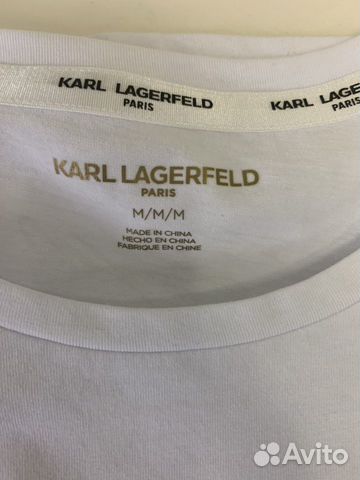 KARL LAGERFELD
PARIS
KARL LAGERFELD
PARIS
KARL LAGERFELD
PARIS
M/M/M
MADE IN CHINA
HECHO EN CHINA
FABRIQUE EN CHINE
Avito